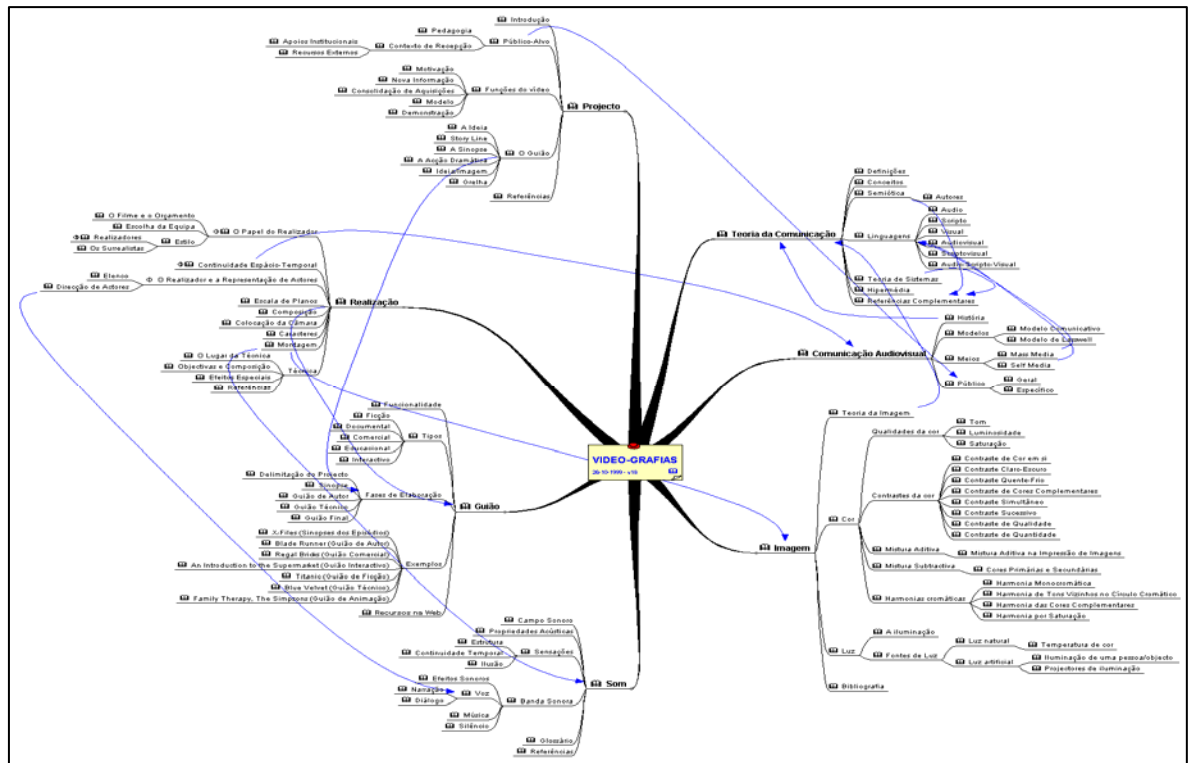 VIDEO-GRAFIAS
26-10-1999 - v16
Projecto
Introdução
Público-Alvo
Pedagogia
Contexto de Recepção
Apoios Institucionais
Recursos Externos
Funções do vídeo
Motivação
Nova Informação
Consolidação de Aquisições
Modelo
Demonstração
O Guião
A Ideia
Story Line
A Sinopse
A Acção Dramática
Ideia/Imagem
Grelha
Referências
Realização
O Papel do Realizador
O Filme e o Orçamento
Escolha da Equipa
Estilo
Realizadores
Os Surrealistas
Continuidade Espácio-Temporal
O Realizador e a Representação de Actores
Elenco
Direcção de Actores
Escala de Planos
Composição
Colocação da Câmara
Caracteres
Montagem
Técnica
O Lugar da Técnica
Objectivas e Composição
Efeitos Especiais
Referências
Guião
Funcionalidade
Tipos
Ficção
Documental
Comercial
Educacional
Interactivo
Fases de Elaboração
Delimitação do Projecto
Sinopse
Guião de Autor
Guião Técnico
Guião Final
Exemplos
X-Files (Sinopses dos Episódios)
Blade Runner (Guião de Autor)
Regal Brides (Guião Comercial)
An Introduction to the Supermarket (Guião Interactivo)
Titanic (Guião de Ficção)
Blue Velvet (Guião Técnico)
Family Therapy, The Simpsons (Guião de Animação)
Recursos na Web
Som
Campo Sonoro
Propriedades Acústicas
Sensações
Estrutura
Continuidade Temporal
Ilusão
Banda Sonora
Efeitos Sonoros
Voz
Narração
Diálogo
Música
Silêncio
Glossário
Referências
Teoria da Comunicação
Definições
Conceitos
Semiótica
Autores
Linguagens
Audio
Scripto
Visual
Audiovisual
Scriptovisual
Audio-Scripto-Visual
Teoria de Sistemas
Hipermédia
Referências Complementares
Comunicação Audiovisual
História
Modelos
Modelo Comunicativo
Modelo de Lasswell
Meios
Mass Media
Self Media
Público
Geral
Específico
Imagem
Teoria da Imagem
Cor
Qualidades da cor
Tom
Luminosidade
Saturação
Contrastes da cor
Contraste de Cor em si
Contraste Claro-Escuro
Contraste Quente-Frio
Contraste de Cores Complementares
Contraste Simultâneo
Contraste Sucessivo
Contraste de Qualidade
Contraste de Quantidade
Mistura Aditiva
Mistura Aditiva na Impressão de Imagens
Mistura Subtractiva
Cores Primárias e Secundárias
Harmonias cromáticas
Harmonia Monocromática
Harmonia de Tons Vizinhos no Círculo Cromático
Harmonia das Cores Complementares
Harmonia por Saturação
Luz
A iluminação
Fontes de Luz
Luz natural
Temperatura de cor
Luz artificial
Iluminação de uma pessoa/objecto
Projectores de iluminação
Bibliografia